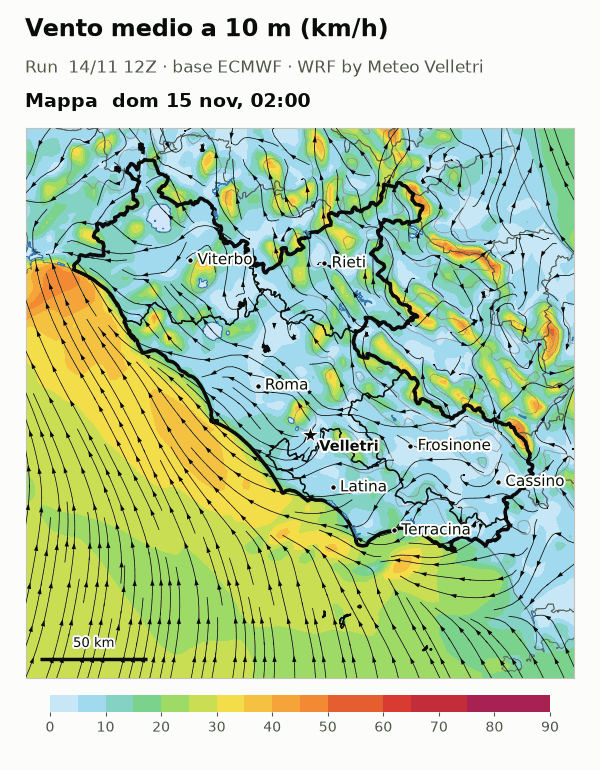 Vento medio a 10 m (km/h)
Run  14/11 12Z · base ECMWF · WRF by Meteo Velletri
Mappa  dom 15 nov, 02:00
Viterbo
Rieti
Roma
Velletri
Frosinone
Latina
Cassino
Terracina
50 km
0 10 20 30 40 50 60 70 80 90